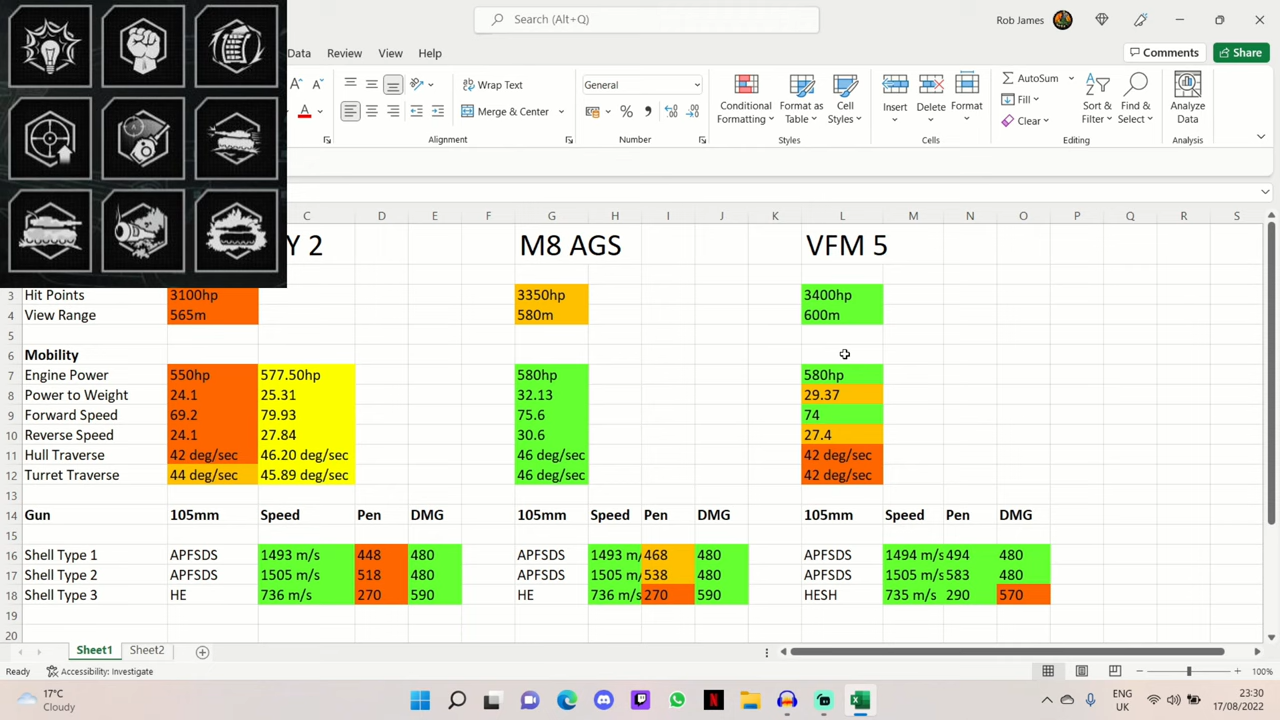 Search (Alt+Q)
Rob James
Data Review View Help
Comments Share
Wrap Text
General
Merge & Center
Conditional Formatting
Format as Table
Cell Styles
Insert Delete Format
AutoSum
Fill
Clear
Sort & Filter
Find & Select
Analyze Data
Alignment Number Styles Cells Editing Analysis
C D E F G H I J K L M N O P Q R S
Y 2 M8 AGS VFM 5
3 Hit Points 3100hp 3350hp 3400hp
4 View Range 565m 580m 600m
5
6 Mobility
7 Engine Power 550hp 577.50hp 580hp 580hp
8 Power to Weight 24.1 25.31 32.13 29.37
9 Forward Speed 69.2 79.93 75.6 74
10 Reverse Speed 24.1 27.84 30.6 27.4
11 Hull Traverse 42 deg/sec 46.20 deg/sec 46 deg/sec 42 deg/sec
12 Turret Traverse 44 deg/sec 45.89 deg/sec 46 deg/sec 42 deg/sec
13
14 Gun 105mm Speed Pen DMG 105mm Speed Pen DMG 105mm Speed Pen DMG
15
16 Shell Type 1 APFSDS 1493 m/s 448 480 APFSDS 1493 m/ 468 480 APFSDS 1494 m/s 494 480
17 Shell Type 2 APFSDS 1505 m/s 518 480 APFSDS 1505 m/s 538 480 APFSDS 1505 m/s 583 480
18 Shell Type 3 HE 736 m/s 270 590 HE 736 m/s 270 590 HESH 735 m/s 290 570
19
20
Sheet1 Sheet2
Ready Accessibility: Investigate 100%
17°C
Cloudy
ENG
UK
23:30
17/08/2022